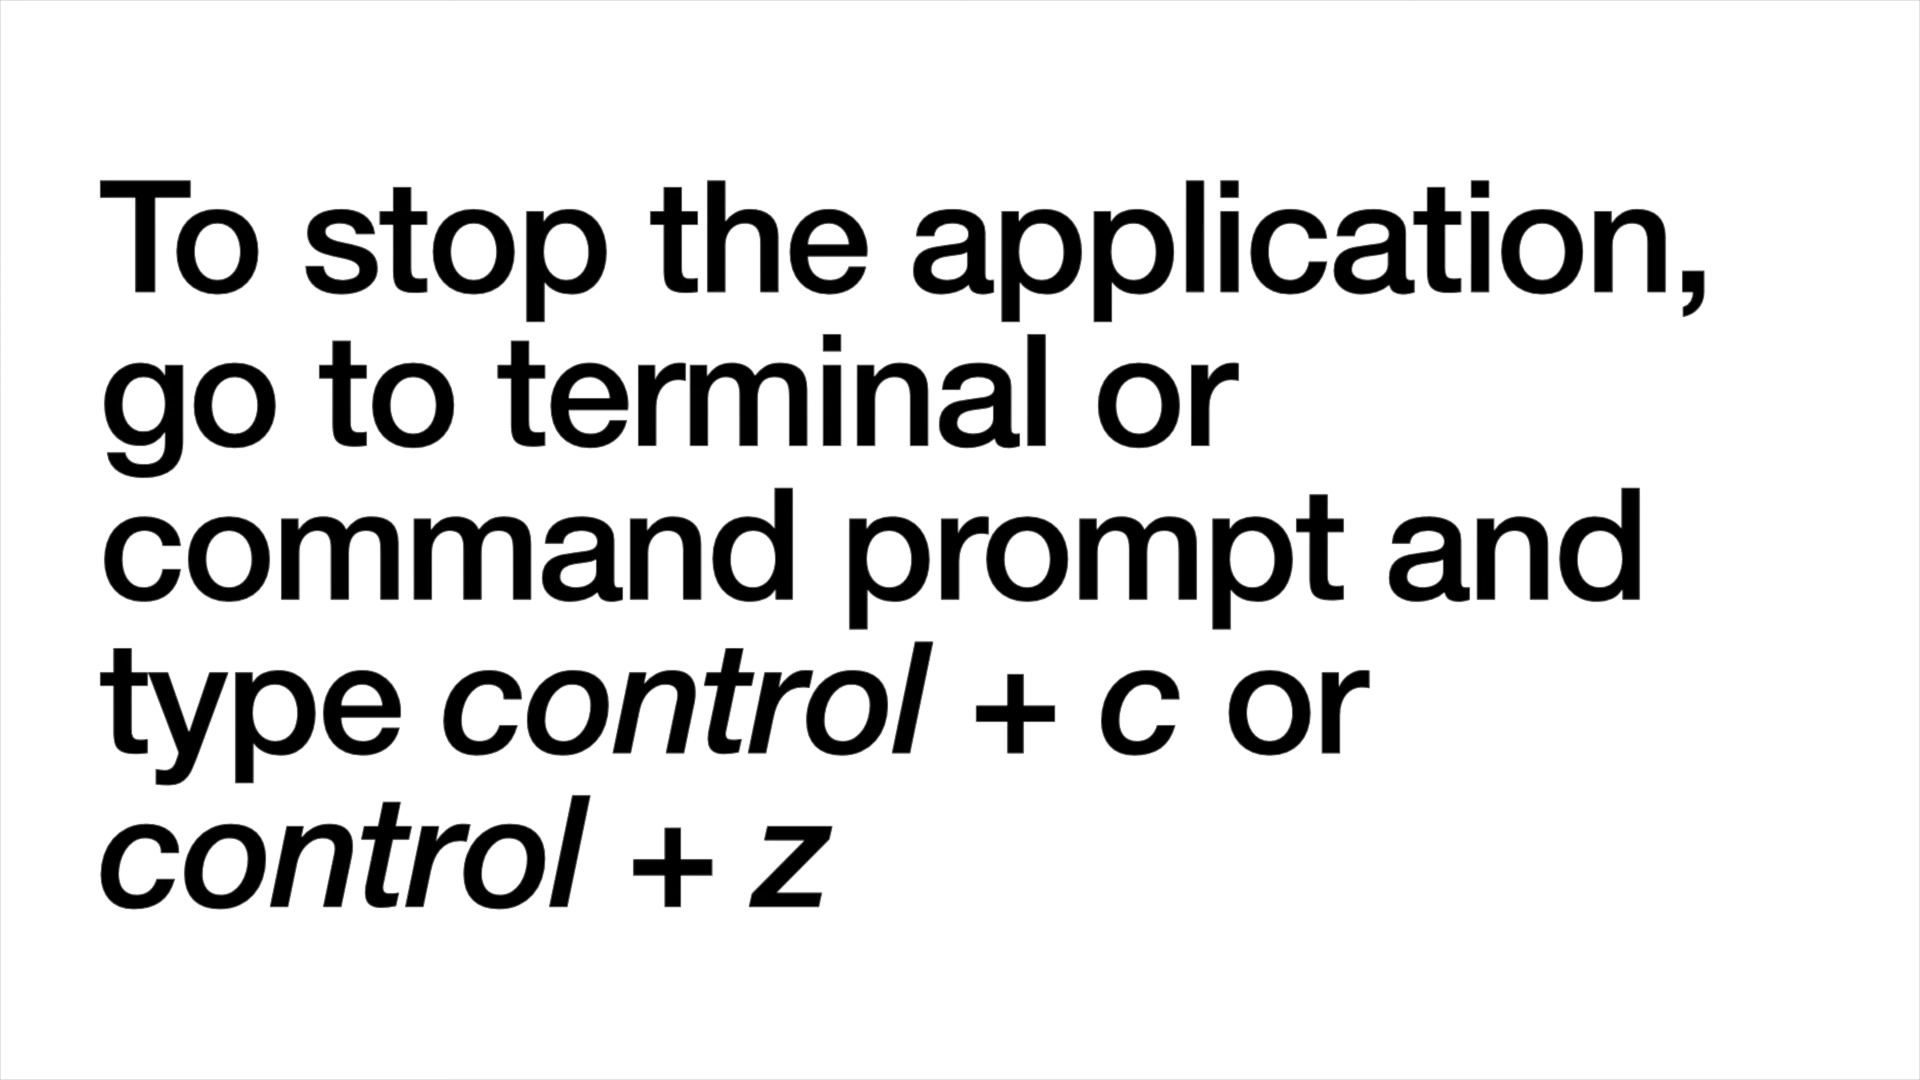 To stop the application,
go to terminal or
command prompt and
type control + c or
control + z